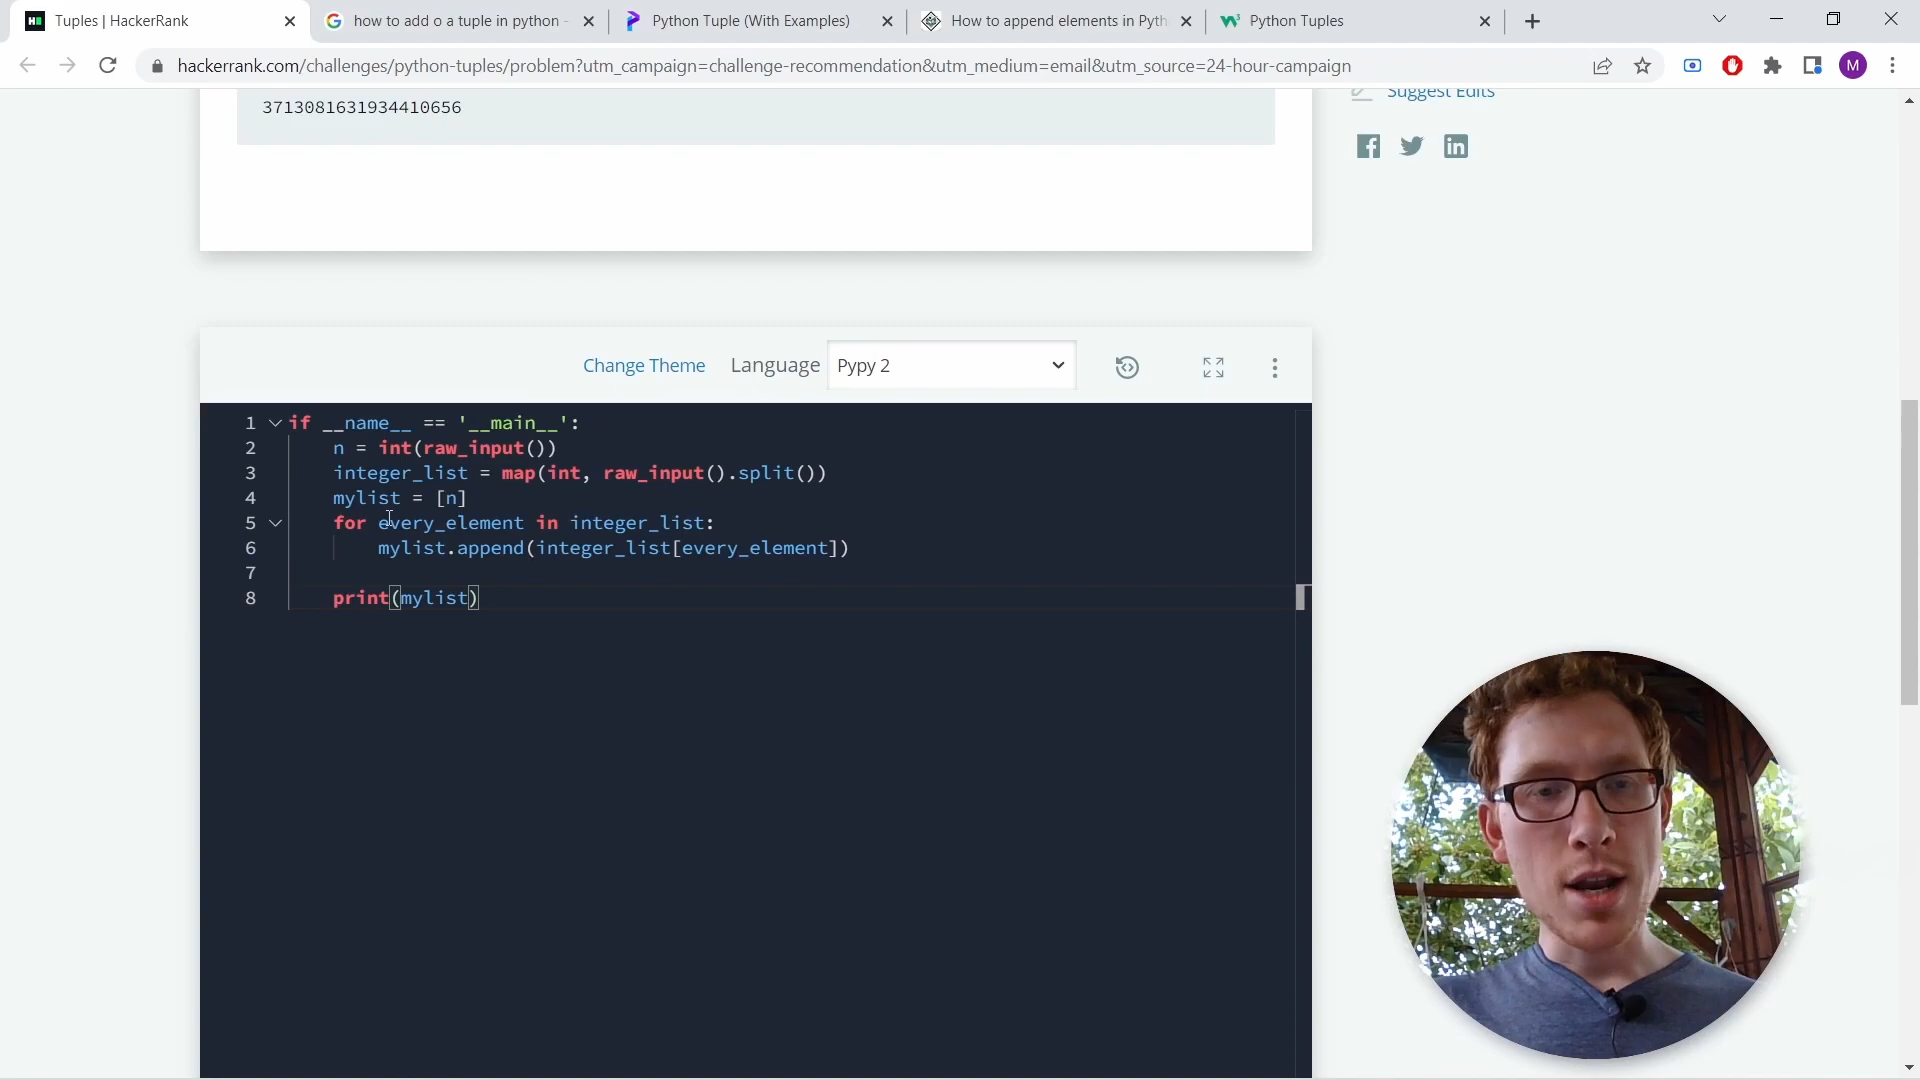 Tuples | HackerRank
how to add o a tuple in python -
Python Tuple (With Examples)
How to append elements in Pyth
Python Tuples
hackerrank.com/challenges/python-tuples/problem?utm_campaign=challenge-recommendation&utm_medium=email&utm_source=24-hour-campaign
M
3713081631934410656
Suggest Edits
Change Theme Language Pypy 2
1 if __name__ == '__main__':
2 n = int(raw_input())
3 integer_list = map(int, raw_input().split())
4 mylist = [n]
5 for every_element in integer_list:
6 mylist.append(integer_list[every_element])
7
8 print(mylist)